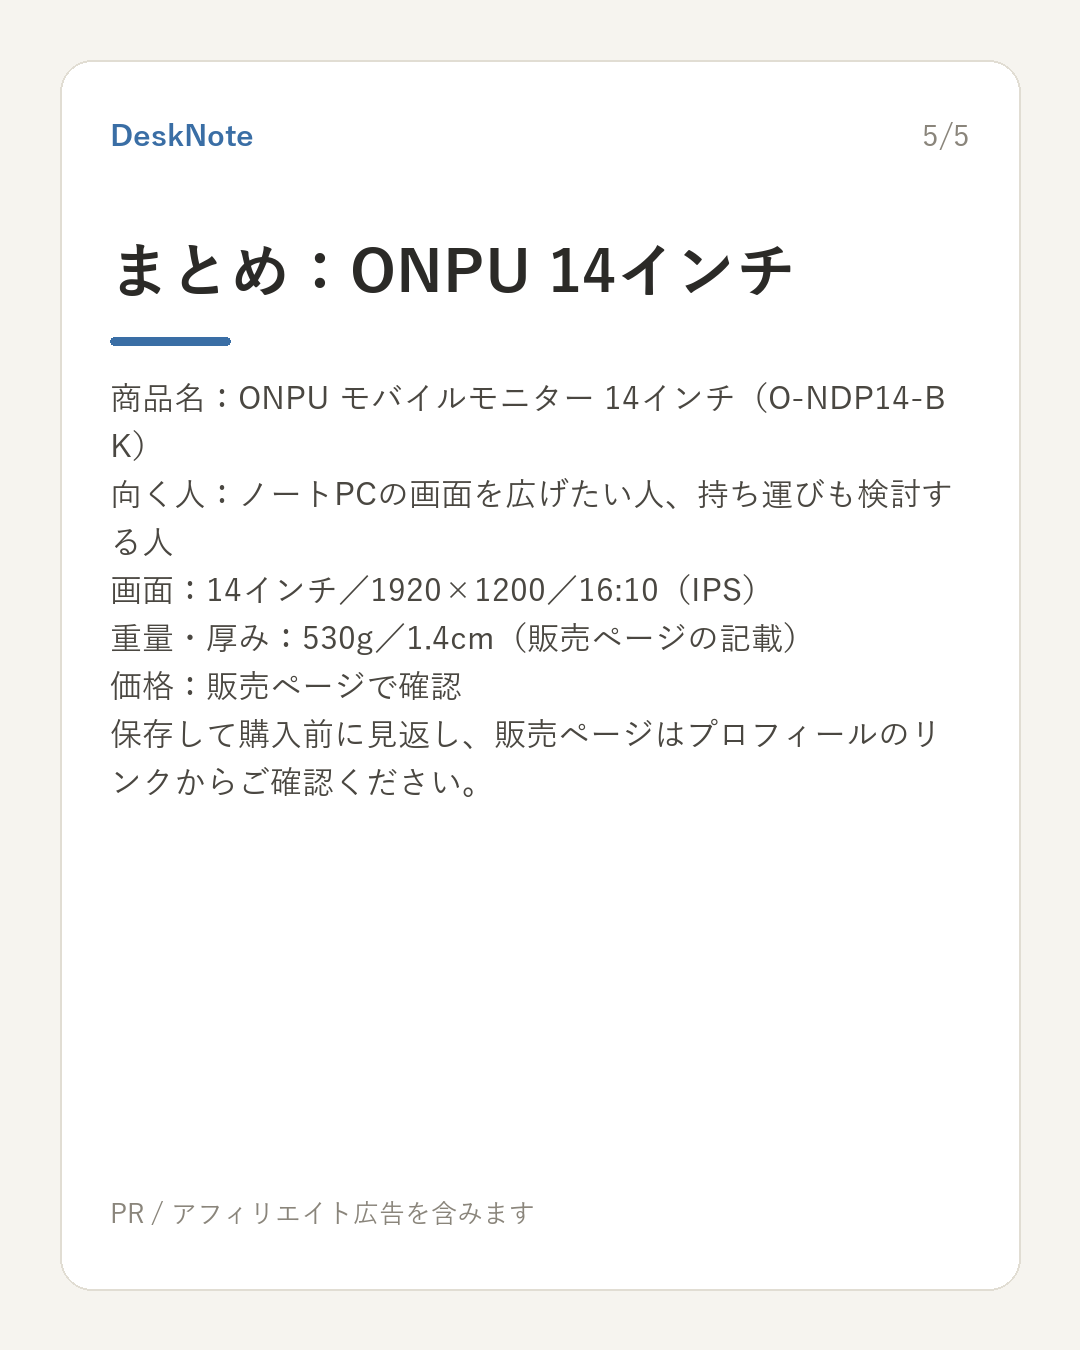 DeskNote
5/5
まとめ：ONPU 14インチ
商品名：ONPU モバイルモニター 14インチ（O-NDP14-B
K）
向く人：ノートPCの画面を広げたい人、持ち運びも検討す
る人
画面：14インチ／1920×1200／16:10（IPS）
重量・厚み：530g／1.4cm（販売ページの記載）
価格：販売ページで確認
保存して購入前に見返し、販売ページはプロフィールのリ
ンクからご確認ください。
PR / アフィリエイト広告を含みます